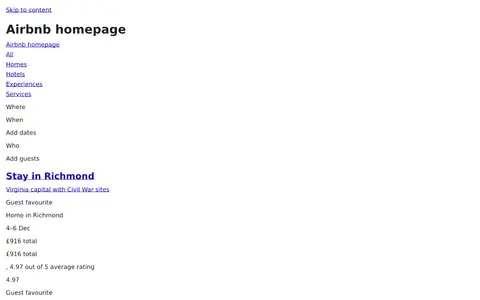 Skip to content
Airbnb homepage
Airbnb homepage
All
Homes
Hotels
Experiences
Services
Where
When
Add dates
Who
Add guests
Stay in Richmond
Virginia capital with Civil War sites
Guest favourite
Home in Richmond
4–6 Dec
£916 total
£916 total
, 4.97 out of 5 average rating
4.97
Guest favourite